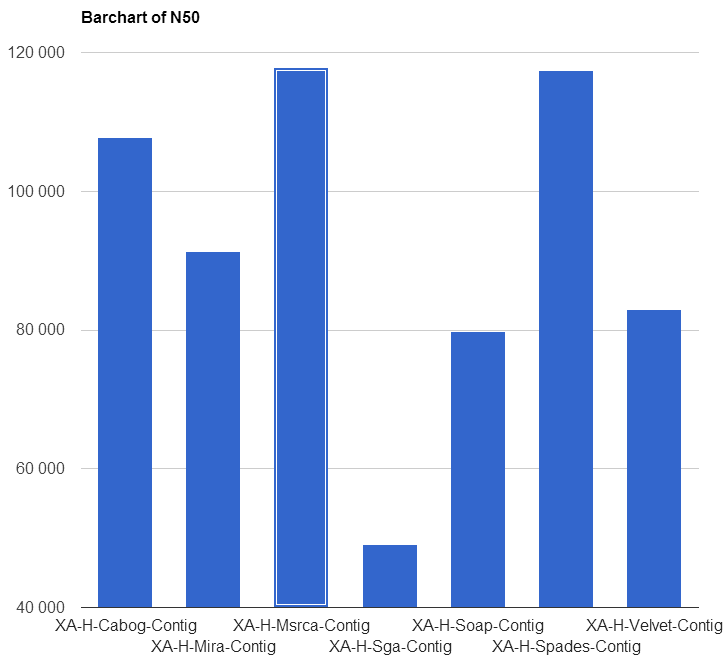 Barchart of N50
120 000
100 000
80 000
60 000
40 000
XA-H-Cabog-Contig XA-H-Msrca-Contig XA-H-Soap-Contig XA-H-Velvet-Contig
XA-H-Mira-Contig XA-H-Sga-Contig XA-H-Spades-Contig